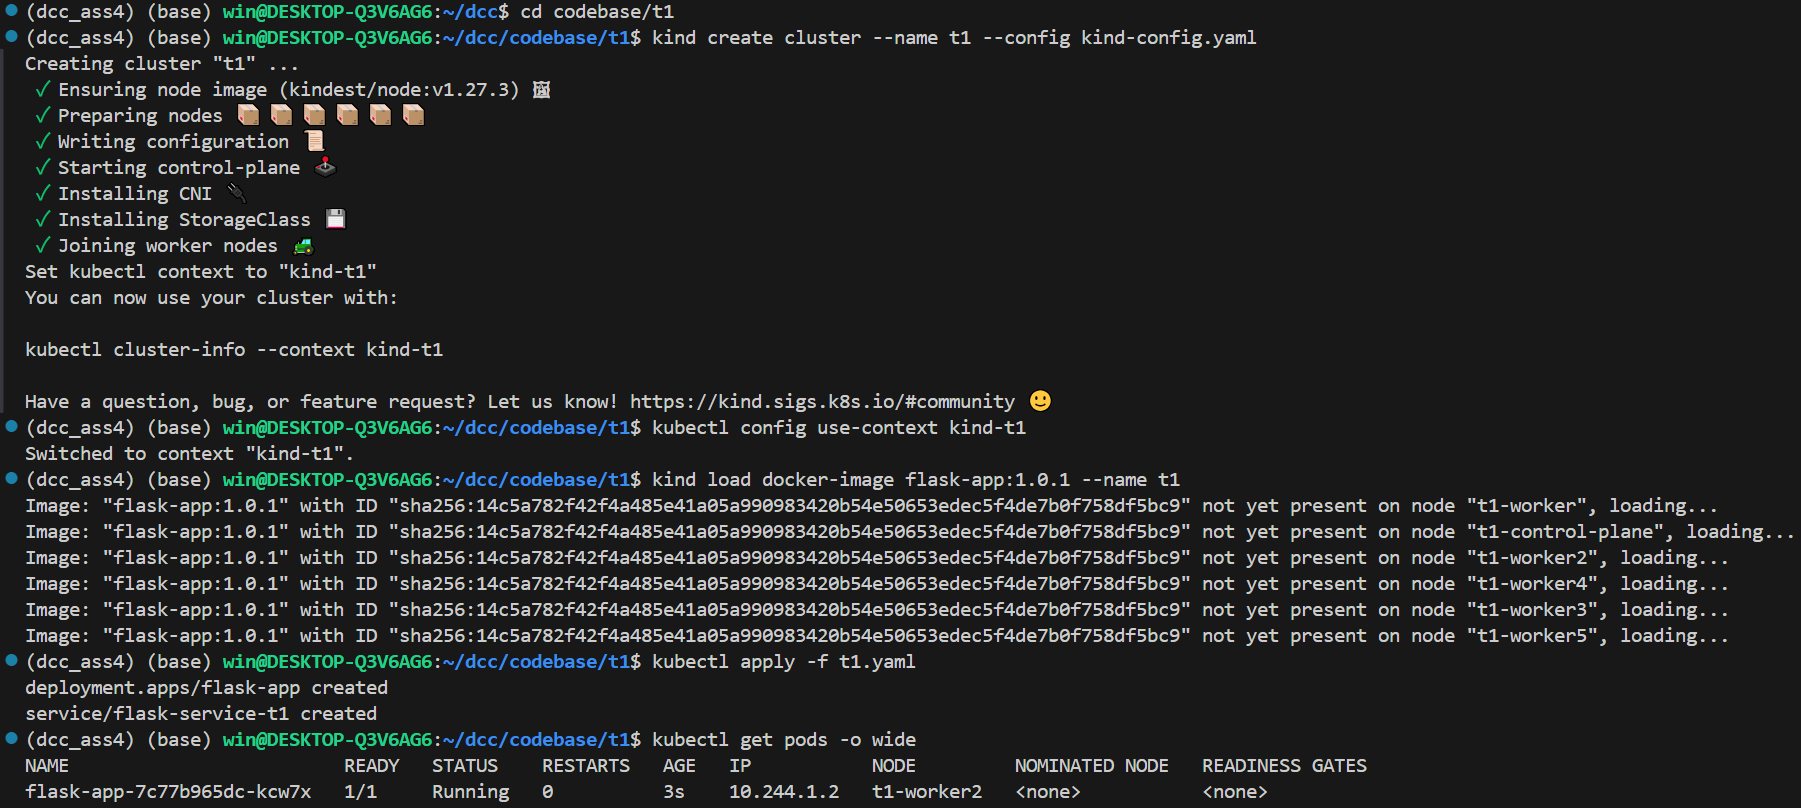 (dcc_ass4) (base) win@DESKTOP-Q3V6AG6:~/dcc$ cd codebase/t1
(dcc_ass4) (base) win@DESKTOP-Q3V6AG6:~/dcc/codebase/t1$ kind create cluster --name t1 --config kind-config.yaml
Creating cluster "t1" ...
✓ Ensuring node image (kindest/node:v1.27.3) 🖼
✓ Preparing nodes 📦 📦 📦 📦 📦 📦
✓ Writing configuration 📜
✓ Starting control-plane 🕹️
✓ Installing CNI 🔌
✓ Installing StorageClass 💾
✓ Joining worker nodes 🚜
Set kubectl context to "kind-t1"
You can now use your cluster with:
kubectl cluster-info --context kind-t1
Have a question, bug, or feature request? Let us know! https://kind.sigs.k8s.io/#community 🙂
(dcc_ass4) (base) win@DESKTOP-Q3V6AG6:~/dcc/codebase/t1$ kubectl config use-context kind-t1
Switched to context "kind-t1".
(dcc_ass4) (base) win@DESKTOP-Q3V6AG6:~/dcc/codebase/t1$ kind load docker-image flask-app:1.0.1 --name t1
Image: "flask-app:1.0.1" with ID "sha256:14c5a782f42f4a485e41a05a990983420b54e50653edec5f4de7b0f758df5bc9" not yet present on node "t1-worker", loading...
Image: "flask-app:1.0.1" with ID "sha256:14c5a782f42f4a485e41a05a990983420b54e50653edec5f4de7b0f758df5bc9" not yet present on node "t1-control-plane", loading...
Image: "flask-app:1.0.1" with ID "sha256:14c5a782f42f4a485e41a05a990983420b54e50653edec5f4de7b0f758df5bc9" not yet present on node "t1-worker2", loading...
Image: "flask-app:1.0.1" with ID "sha256:14c5a782f42f4a485e41a05a990983420b54e50653edec5f4de7b0f758df5bc9" not yet present on node "t1-worker4", loading...
Image: "flask-app:1.0.1" with ID "sha256:14c5a782f42f4a485e41a05a990983420b54e50653edec5f4de7b0f758df5bc9" not yet present on node "t1-worker3", loading...
Image: "flask-app:1.0.1" with ID "sha256:14c5a782f42f4a485e41a05a990983420b54e50653edec5f4de7b0f758df5bc9" not yet present on node "t1-worker5", loading...
(dcc_ass4) (base) win@DESKTOP-Q3V6AG6:~/dcc/codebase/t1$ kubectl apply -f t1.yaml
deployment.apps/flask-app created
service/flask-service-t1 created
(dcc_ass4) (base) win@DESKTOP-Q3V6AG6:~/dcc/codebase/t1$ kubectl get pods -o wide
NAME READY STATUS RESTARTS AGE IP NODE NOMINATED NODE READINESS GATES
flask-app-7c77b965dc-kcw7x 1/1 Running 0 3s 10.244.1.2 t1-worker2 <none> <none>